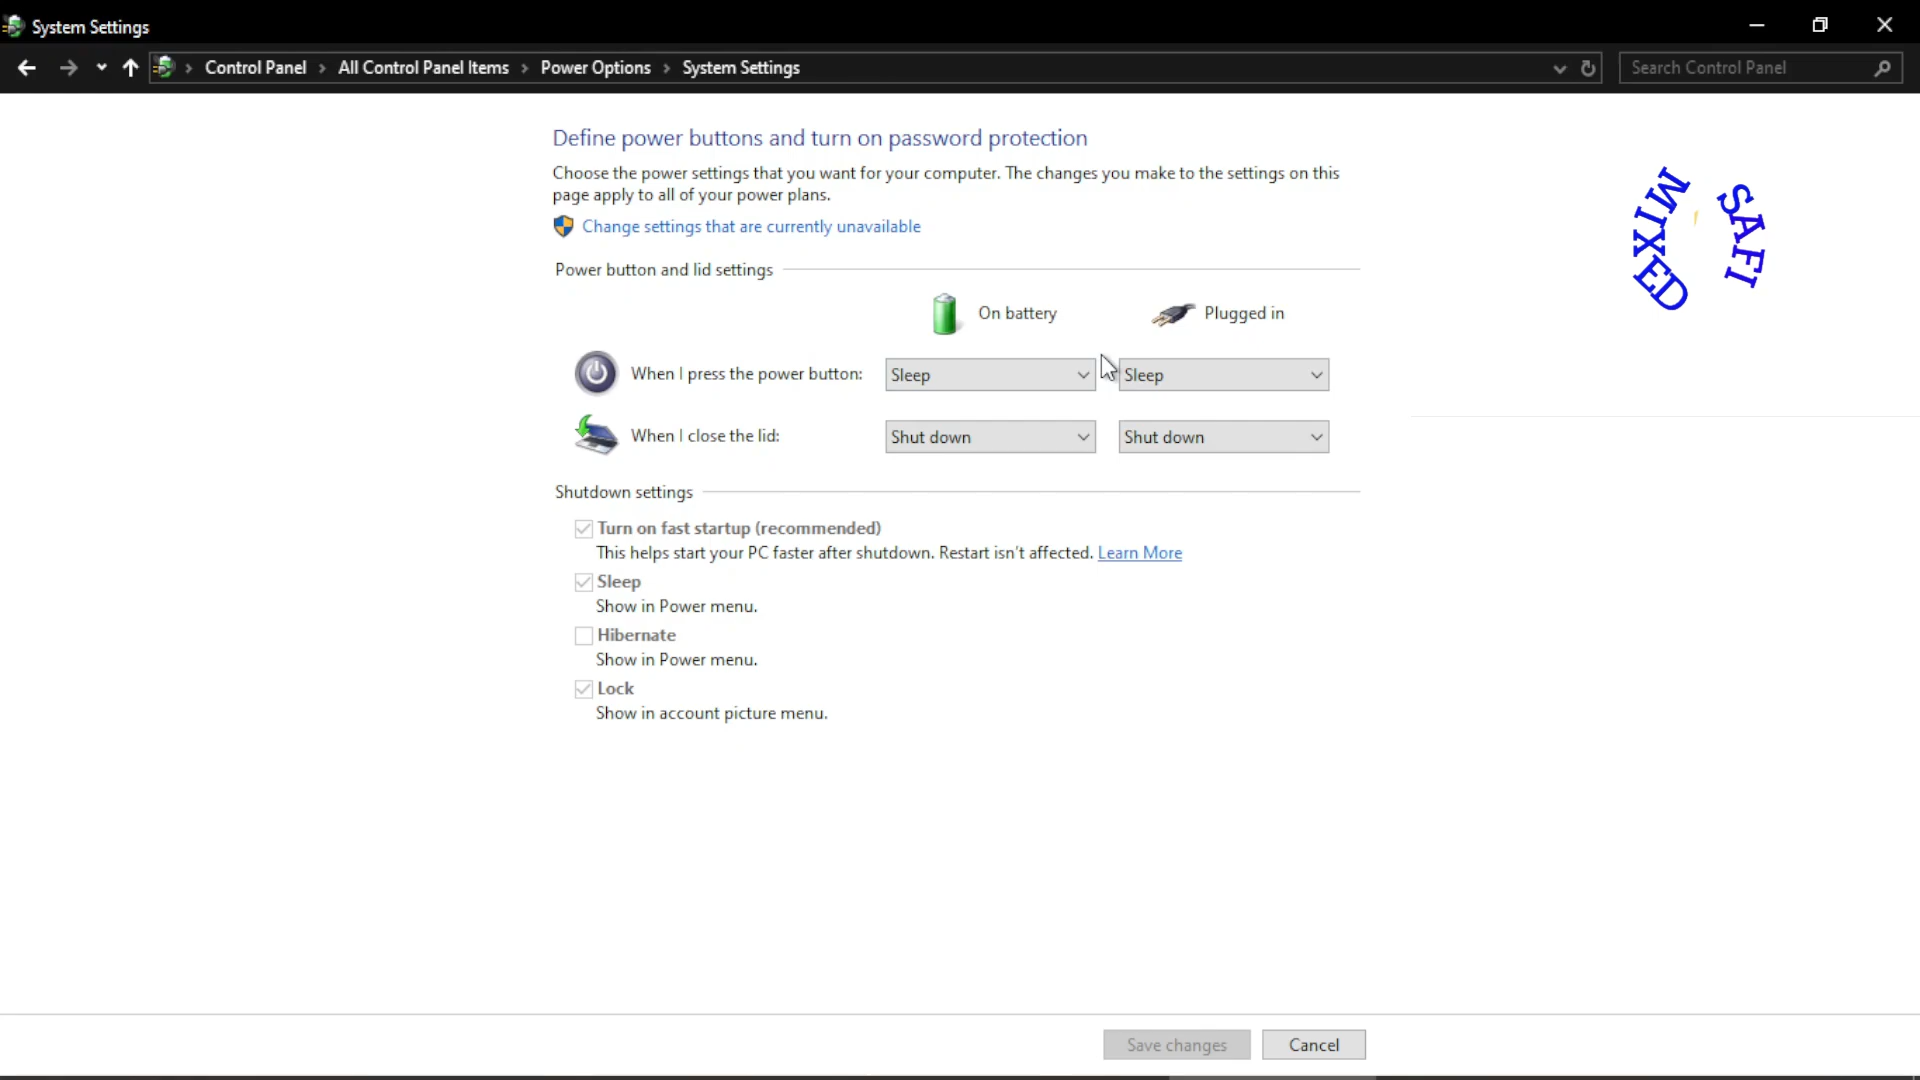 System Settings
Control Panel > All Control Panel Items > Power Options > System Settings
Search Control Panel
Define power buttons and turn on password protection
Choose the power settings that you want for your computer. The changes you make to the settings on this
page apply to all of your power plans.
Change settings that are currently unavailable
Power button and lid settings
On battery
Plugged in
When I press the power button:
Sleep
Sleep
When I close the lid:
Shut down
Shut down
Shutdown settings
Turn on fast startup (recommended)
This helps start your PC faster after shutdown. Restart isn't affected. Learn More
Sleep
Show in Power menu.
Hibernate
Show in Power menu.
Lock
Show in account picture menu.
Save changes
Cancel
MIXED
SAFI